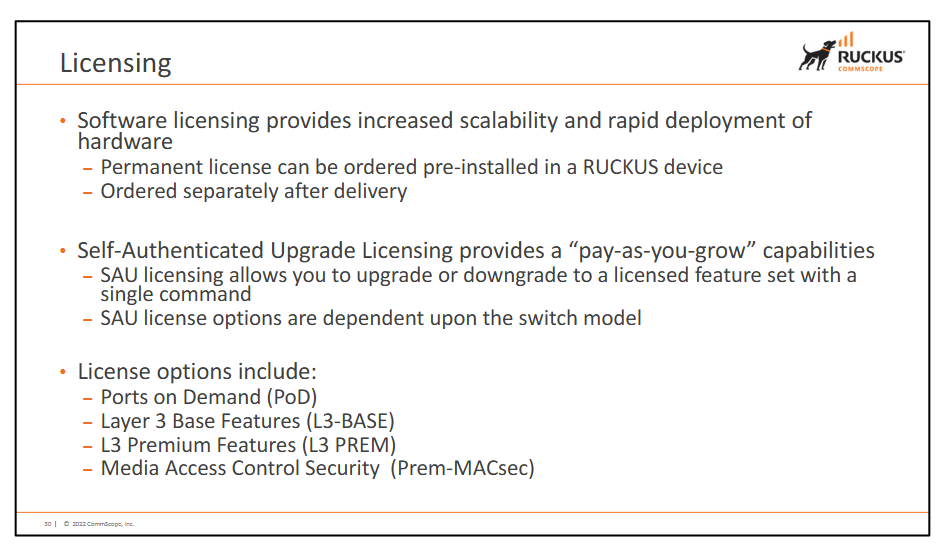 Licensing
RUCKUS
COMMSCOPE
• Software licensing provides increased scalability and rapid deployment of
hardware
– Permanent license can be ordered pre-installed in a RUCKUS device
– Ordered separately after delivery
• Self-Authenticated Upgrade Licensing provides a “pay-as-you-grow” capabilities
– SAU licensing allows you to upgrade or downgrade to a licensed feature set with a
single command
– SAU license options are dependent upon the switch model
• License options include:
– Ports on Demand (PoD)
– Layer 3 Base Features (L3-BASE)
– L3 Premium Features (L3 PREM)
– Media Access Control Security (Prem-MACsec)
30 | © 2022 CommScope, Inc.